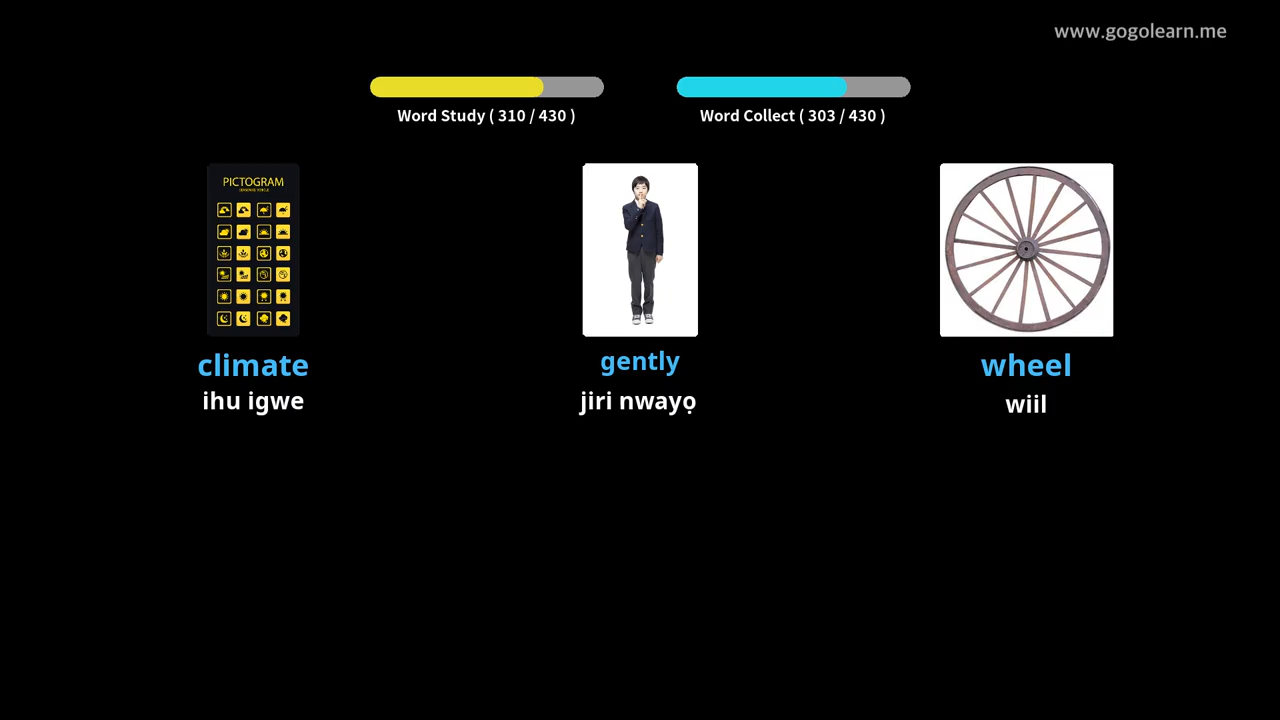 www.gogolearn.me
Word Study ( 310 / 430 )
Word Collect ( 303 / 430 )
PICTOGRAM
climate
ihu igwe
gently
jiri nwayọ
wheel
wiil